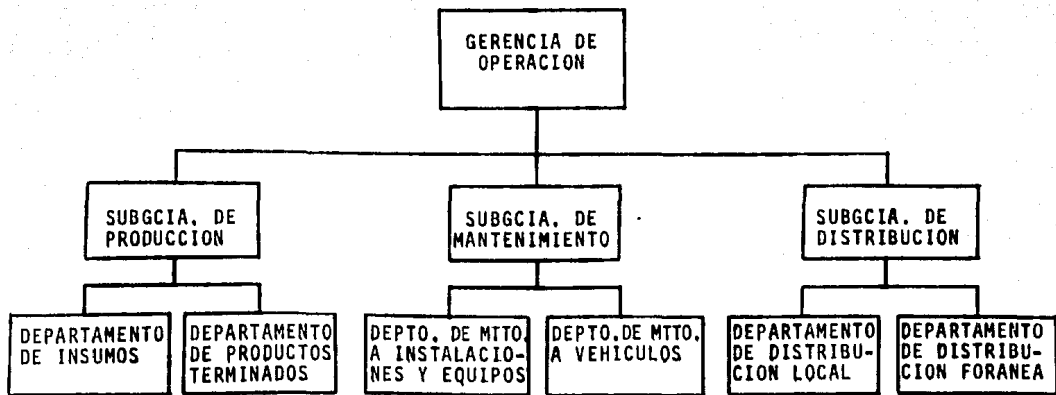 GERENCIA DE
OPERACION
SUBGCIA. DE
PRODUCCION
SUBGCIA. DE
MANTENIMIENTO
SUBGCIA. DE
DISTRIBUCION
DEPARTAMENTO
DE INSUMOS
DEPARTAMENTO
DE PRODUCTOS
TERMINADOS
DEPTO. DE MTTO.
A INSTALACIO-
NES Y EQUIPOS
DEPTO.DE MTTO.
A VEHICULOS
DEPARTAMENTO
DE DISTRIBU-
CION LOCAL
DEPARTAMENTO
DE DISTRIBU-
CION FORANEA